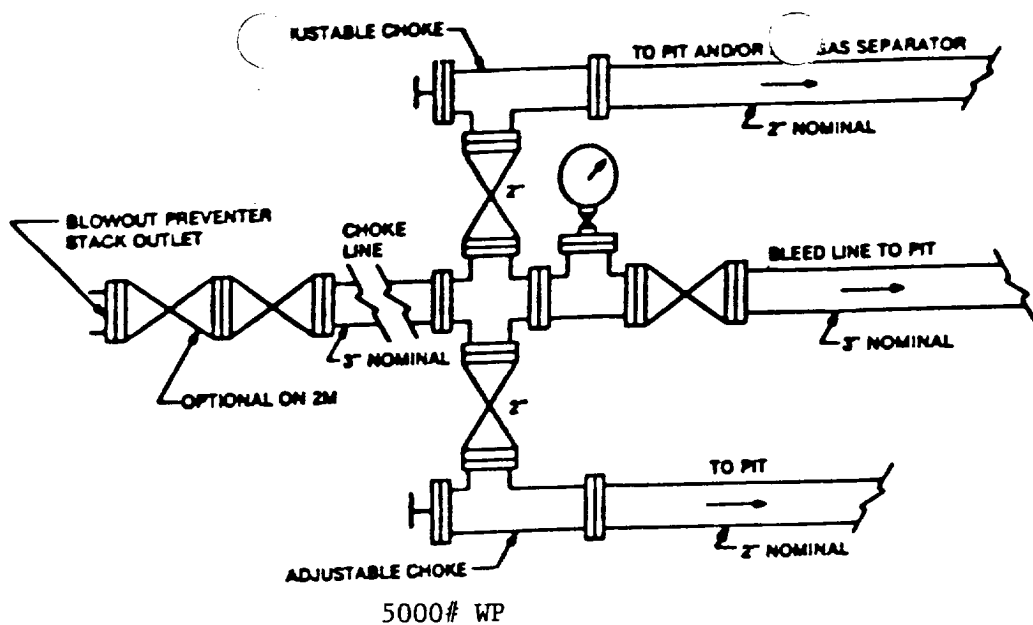 CHOKE
TO PIT AND/OR GAS SEPARATOR
2" NOMINAL
2"
BLOWOUT PREVENTER
STACK OUTLET
CHOKE
LINE
BLEED LINE TO PIT
3" NOMINAL
3" NOMINAL
OPTIONAL ON 2M
2"
TO PIT
2" NOMINAL
ADJUSTABLE CHOKE
5000# WP